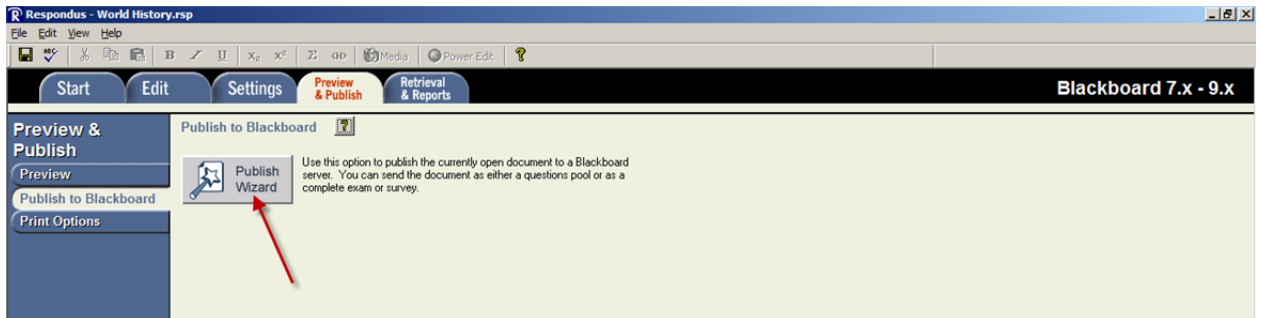 Respondus - World History.rsp
File Edit View Help
ABC B I U X₂ X² Σ <H> Media Power Edit ?
Start Edit Settings Preview & Publish Retrieval & Reports Blackboard 7.x - 9.x
Preview & Publish
Preview
Publish to Blackboard
Print Options
Publish to Blackboard ?
Publish Wizard
Use this option to publish the currently open document to a Blackboard
server. You can send the document as either a questions pool or as a
complete exam or survey.